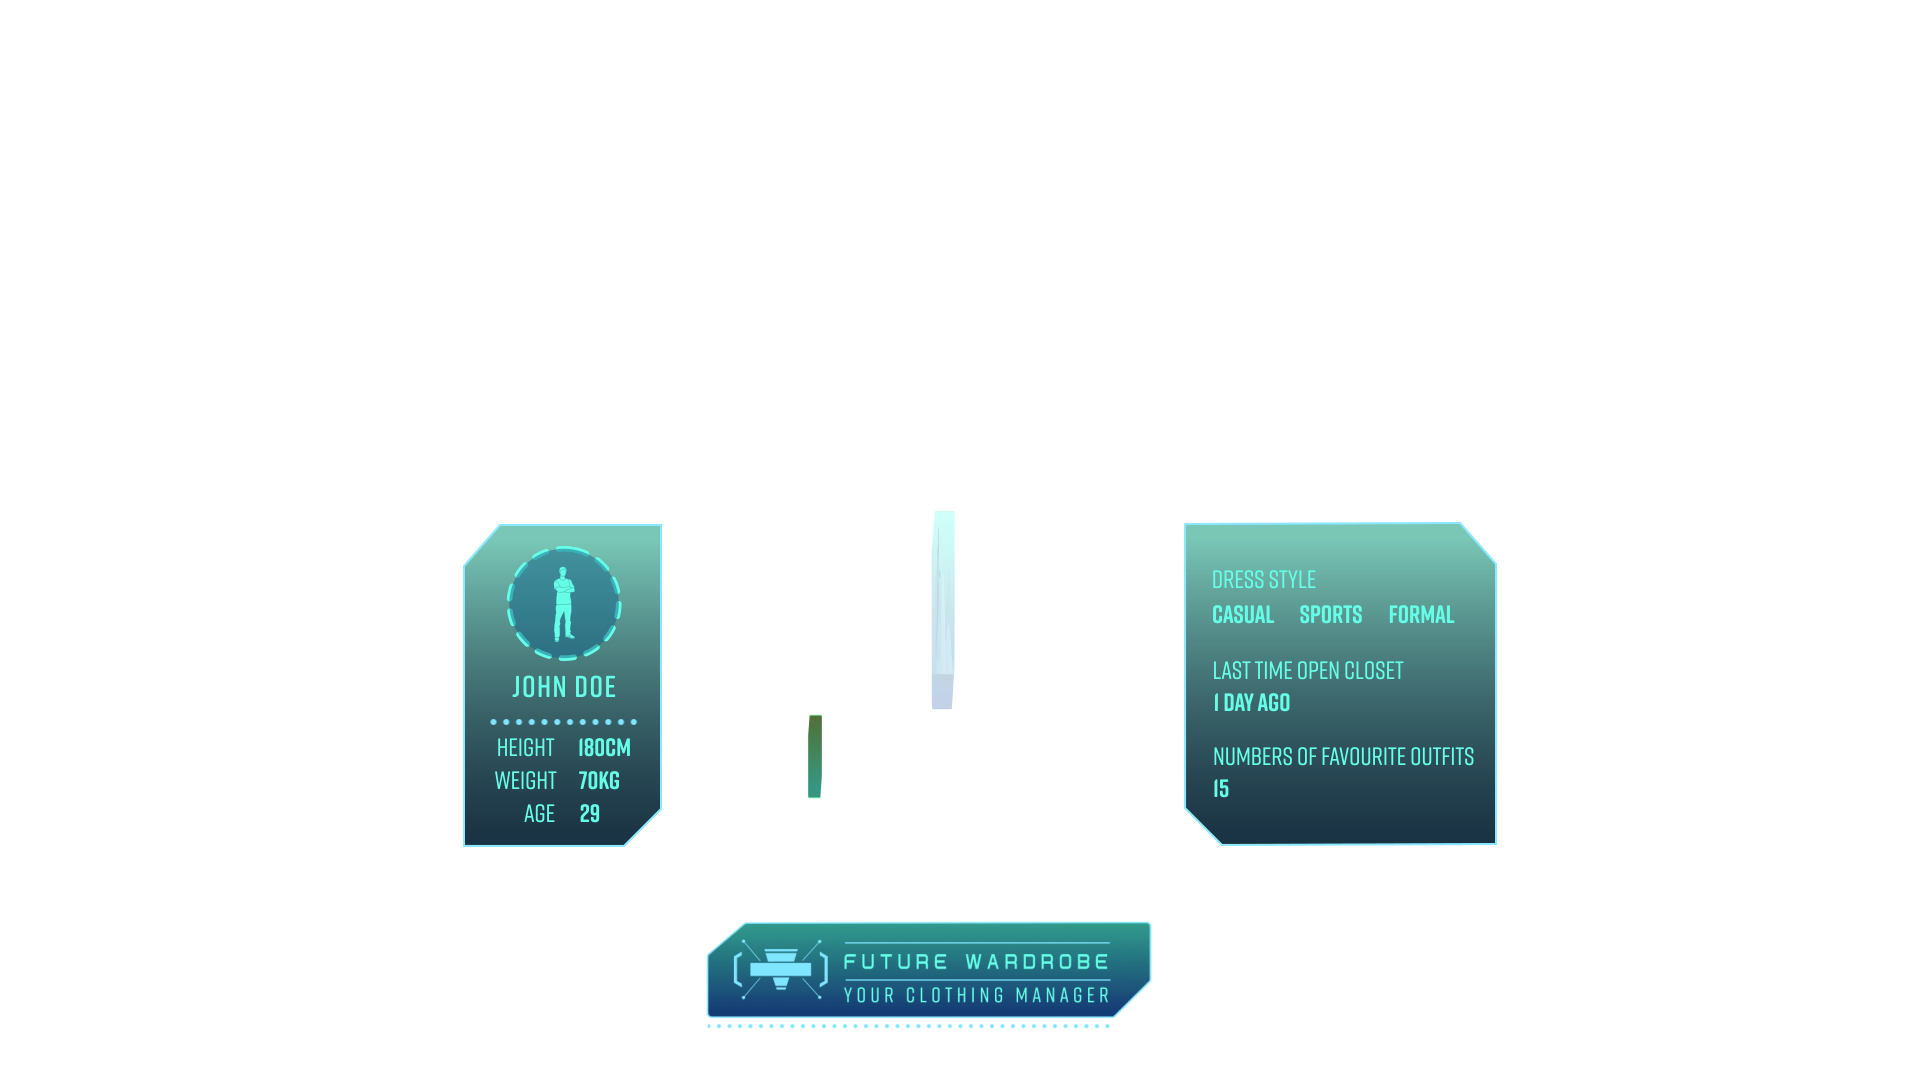 JOHN DOE
HEIGHT 180CM
WEIGHT 70KG
AGE 29
DRESS STYLE
CASUAL SPORTS FORMAL
LAST TIME OPEN CLOSET
1 DAY AGO
NUMBERS OF FAVOURITE OUTFITS
15
FUTURE WARDROBE
YOUR CLOTHING MANAGER